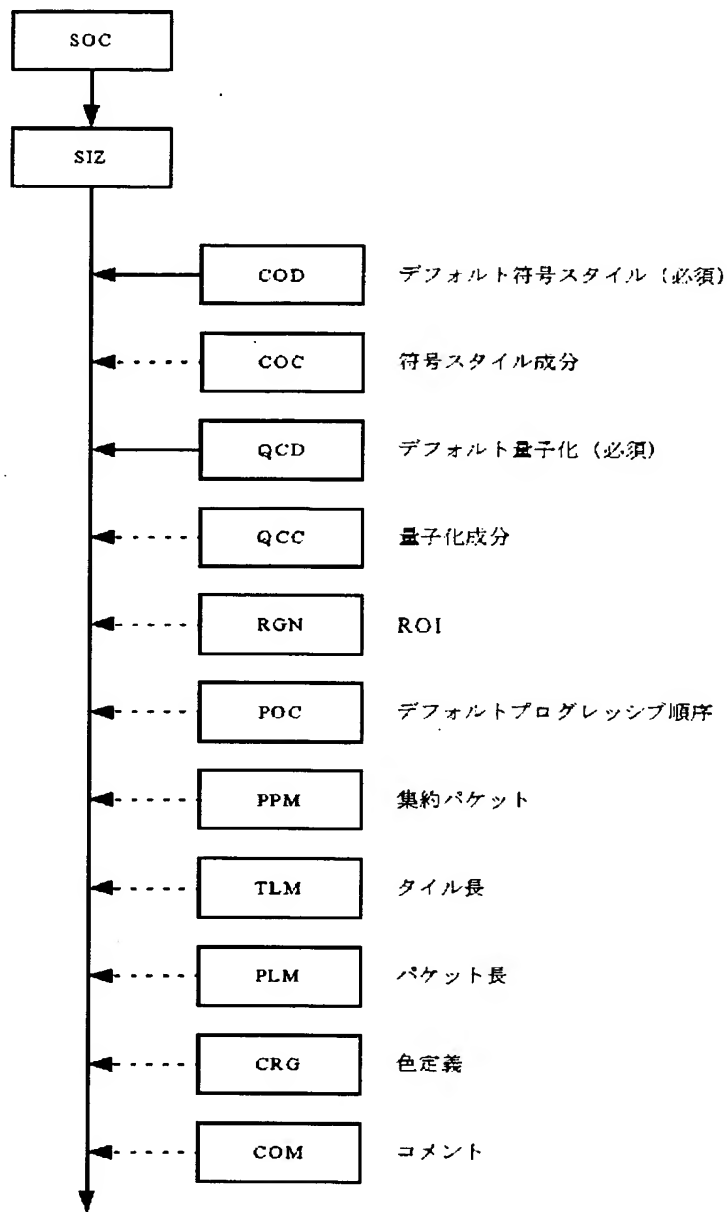 SOC
SIZ
COD デフォルト符号スタイル (必須)
COC 符号スタイル成分
QCD デフォルト量子化 (必須)
QCC 量子化成分
RGN ROI
POC デフォルトプログレッシブ順序
PPM 集約パケット
TLM タイル長
PLM パケット長
CRG 色定義
COM コメント